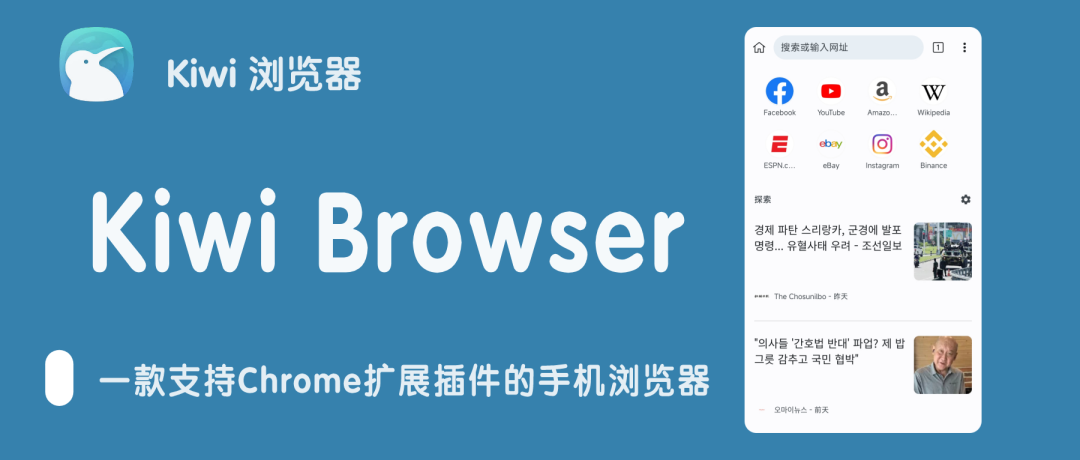 Kiwi 浏览器
Kiwi Browser
一款支持Chrome扩展插件的手机浏览器
搜索或输入网址
1
Facebook
YouTube
Amazo...
Wikipedia
ESPN.c...
eBay
Instagram
Binance
探索
경제 파탄 스리랑카, 군경에 발포
명령... 유혈사태 우려 - 조선일보
The Chosunilbo - 昨天
"의사들 '간호법 반대' 파업? 제 밥
그릇 감추고 국민 협박"
오마이뉴스 - 前天